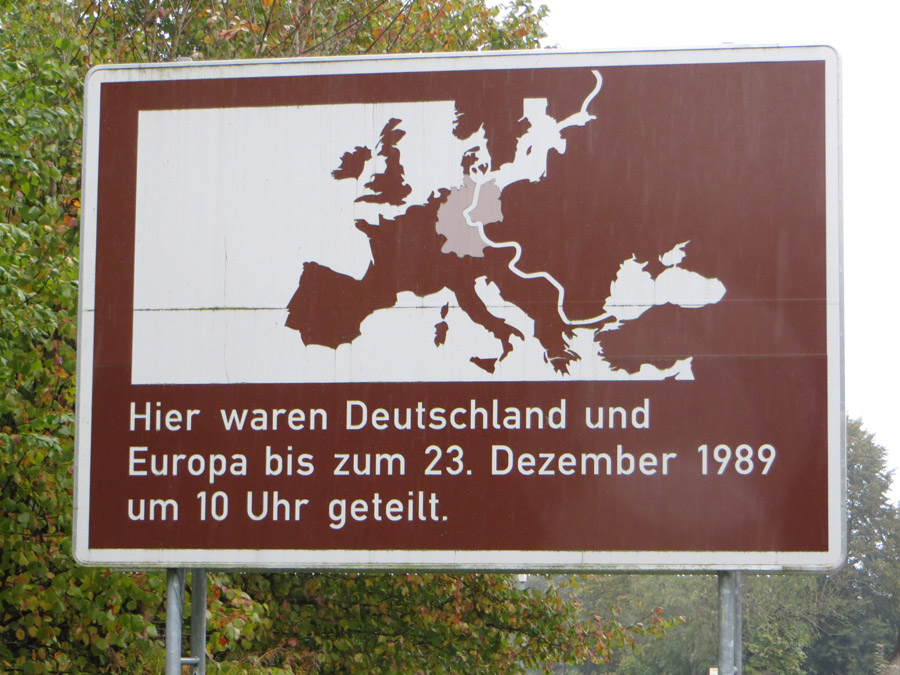 Hier waren Deutschland und
Europa bis zum 23. Dezember 1989
um 10 Uhr geteilt.